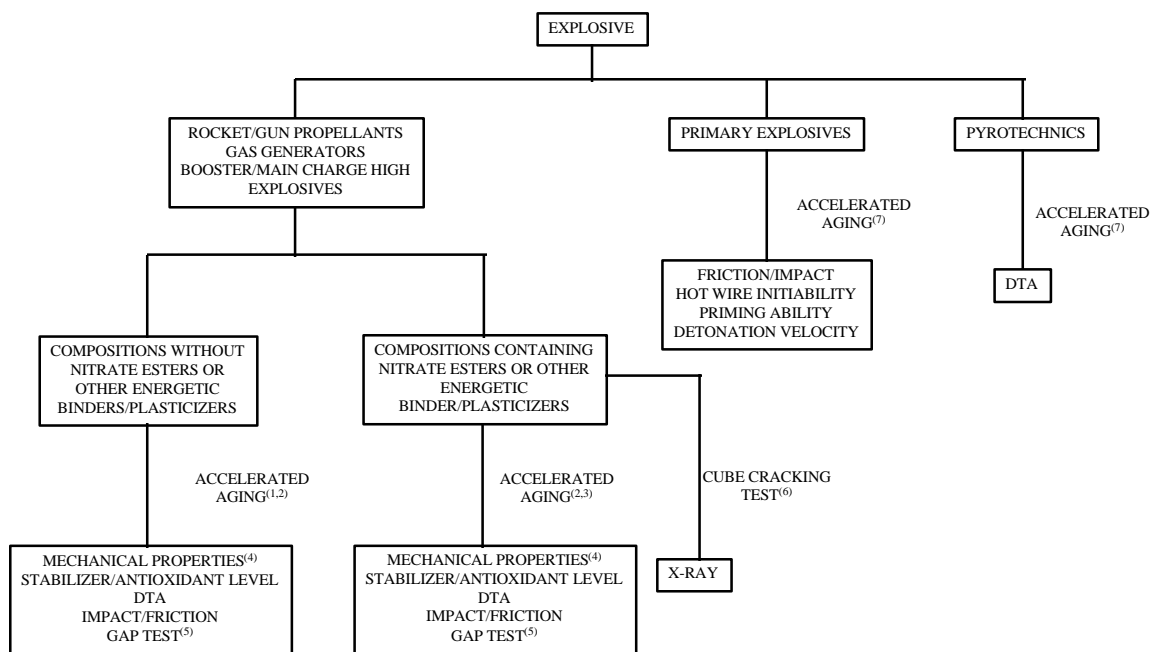 EXPLOSIVE
ROCKET/GUN PROPELLANTS
GAS GENERATORS
BOOSTER/MAIN CHARGE HIGH
EXPLOSIVES
PRIMARY EXPLOSIVES
PYROTECHNICS
ACCELERATED
AGING(7)
ACCELERATED
AGING(7)
FRICTION/IMPACT
HOT WIRE INITIABILITY
PRIMING ABILITY
DETONATION VELOCITY
DTA
COMPOSITIONS WITHOUT
NITRATE ESTERS OR
OTHER ENERGETIC
BINDERS/PLASTICIZERS
COMPOSITIONS CONTAINING
NITRATE ESTERS OR OTHER
ENERGETIC
BINDER/PLASTICIZERS
ACCELERATED
AGING(1,2)
ACCELERATED
AGING(2,3)
CUBE CRACKING
TEST(6)
MECHANICAL PROPERTIES(4)
STABILIZER/ANTIOXIDANT LEVEL
DTA
IMPACT/FRICTION
GAP TEST(5)
MECHANICAL PROPERTIES(4)
STABILIZER/ANTIOXIDANT LEVEL
DTA
IMPACT/FRICTION
GAP TEST(5)
X-RAY